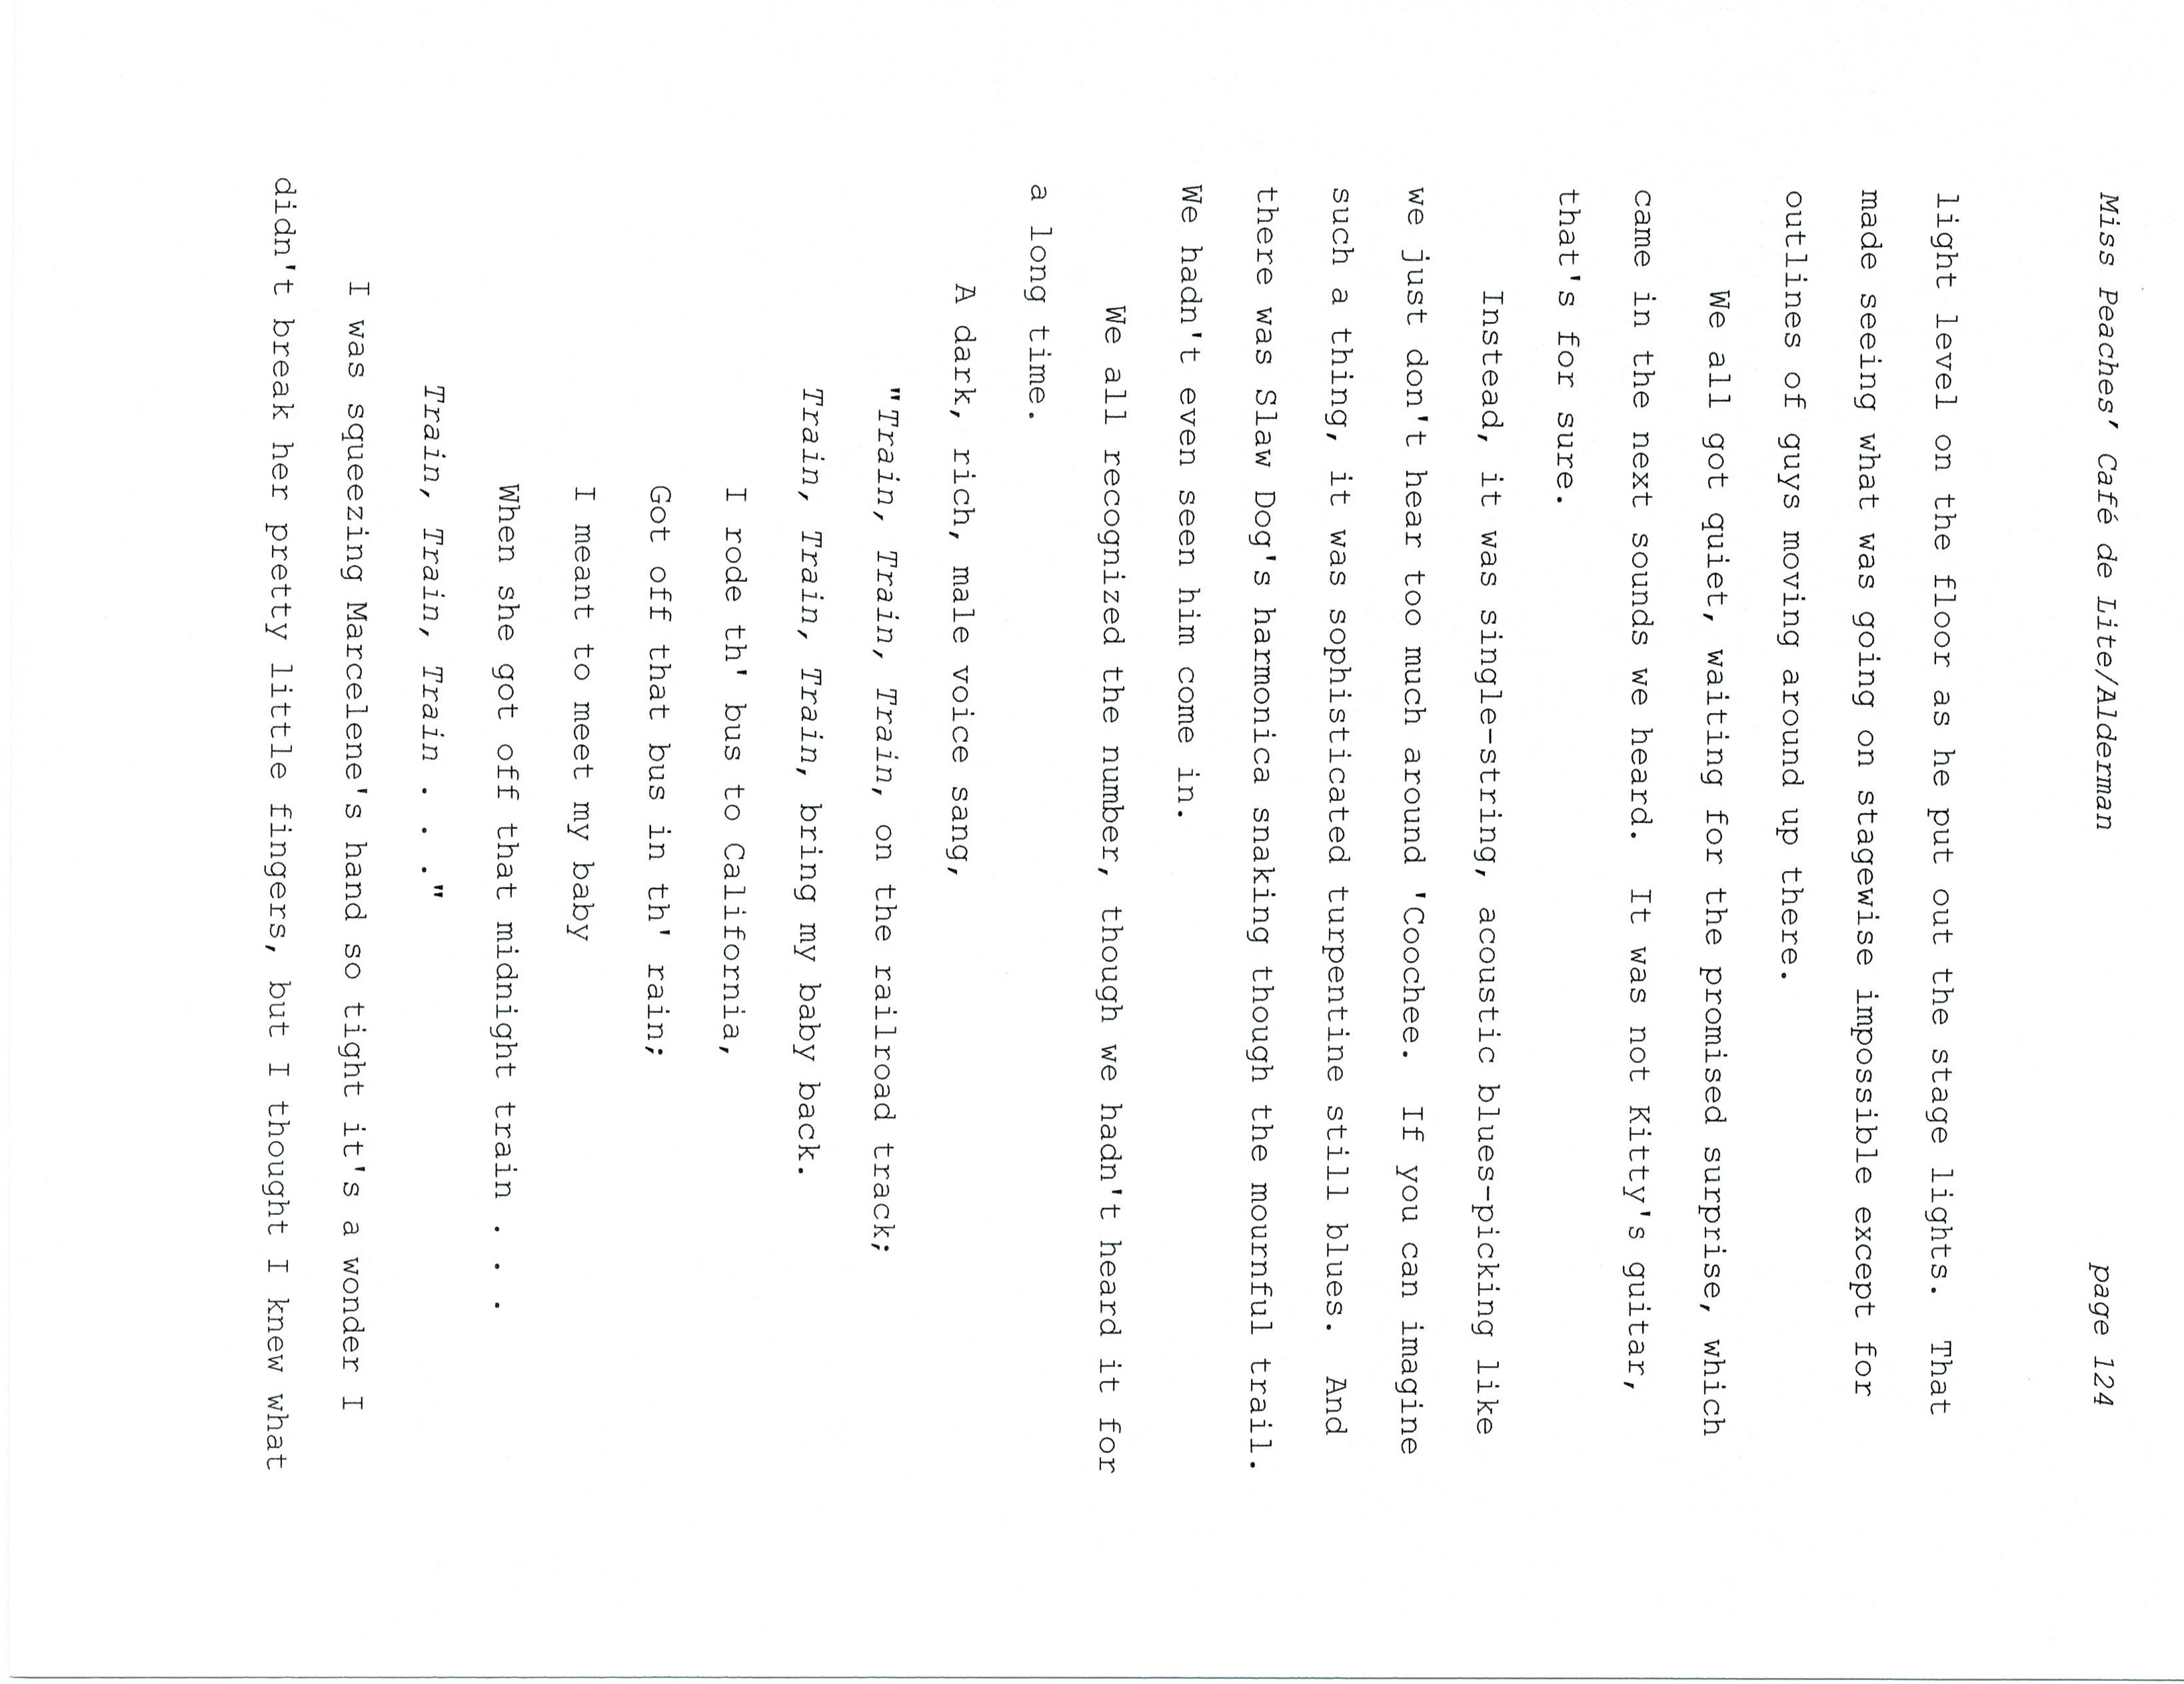 Miss Peaches' Café de Lite/Alderman page 124
light level on the floor as he put out the stage lights. That
made seeing what was going on stagewise impossible except for
outlines of guys moving around up there.
We all got quiet, waiting for the promised surprise, which
came in the next sounds we heard. It was not Kitty's guitar,
that's for sure.
Instead, it was single-string, acoustic blues-picking like
we just don't hear too much around 'Coochee. If you can imagine
such a thing, it was sophisticated turpentine still blues. And
there was Slaw Dog's harmonica snaking though the mournful trail.
We hadn't even seen him come in.
We all recognized the number, though we hadn't heard it for
a long time.
A dark, rich, male voice sang,
"Train, Train, Train, on the railroad track;
Train, Train, Train, bring my baby back.
I rode th' bus to California,
Got off that bus in th' rain;
I meant to meet my baby
When she got off that midnight train . . .
Train, Train, Train . . ."
I was squeezing Marcelene's hand so tight it's a wonder I
didn't break her pretty little fingers, but I thought I knew what